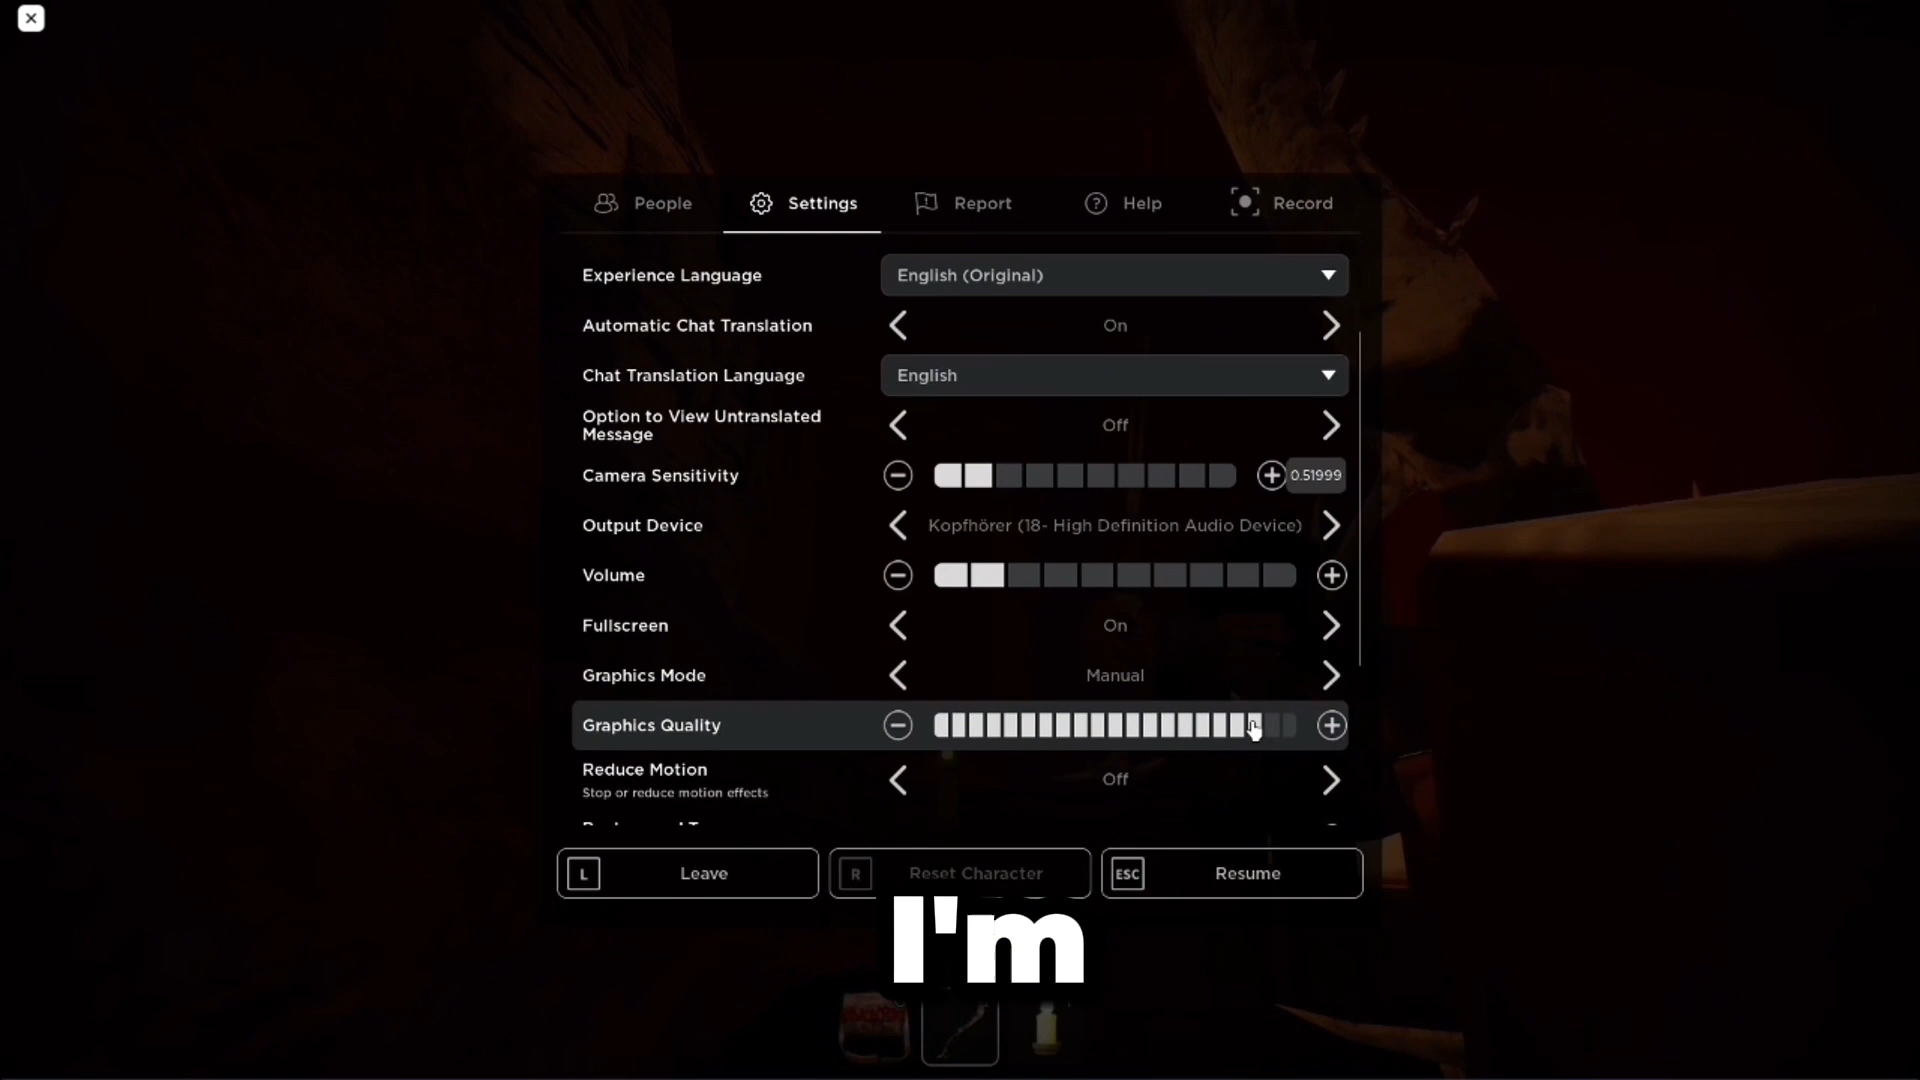 People
Settings
Report
Help
Record
Experience Language
English (Original)
Automatic Chat Translation
On
Chat Translation Language
English
Option to View Untranslated
Message
Off
Camera Sensitivity
0.51999
Output Device
Kopfhörer (18- High Definition Audio Device)
Volume
Fullscreen
On
Graphics Mode
Manual
Graphics Quality
Reduce Motion
Stop or reduce motion effects
Off
L
Leave
R
Reset Character
ESC
Resume
I'm